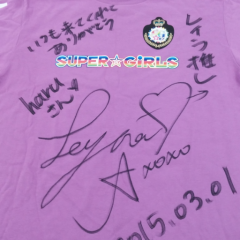 いつも来てくれて
ありがとう
レイラ推し
SUPER☆GiRLS
haru
さん
Leyna
xoxo
2015.03.01